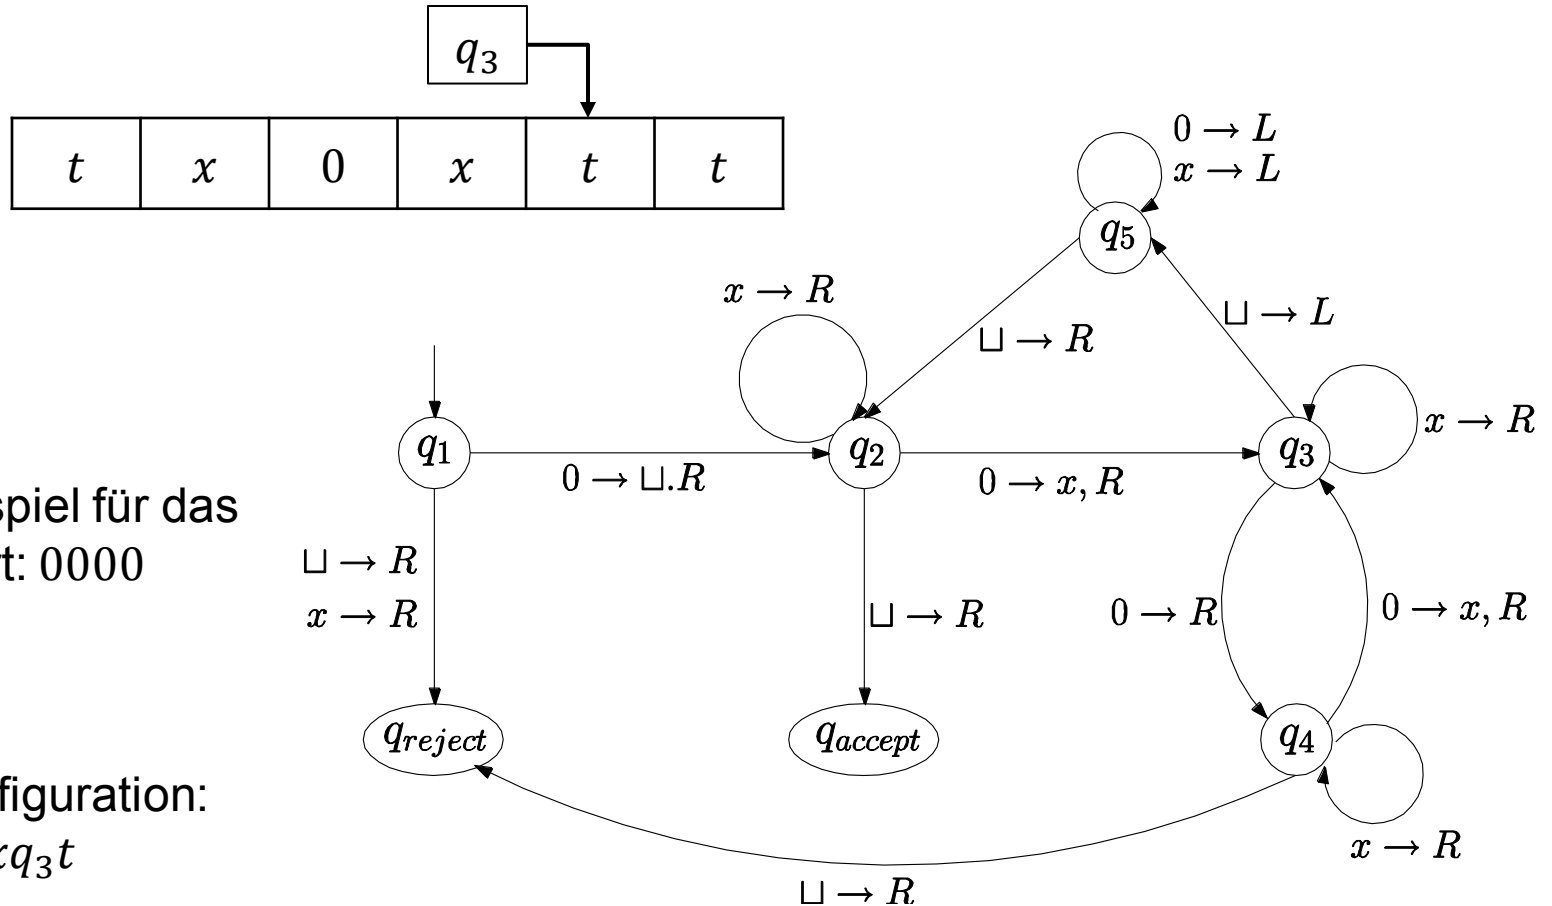 q₃
t x 0 x t t
0 → L
x → L
q₅
x → R
⊔ → L
⊔ → R
x → R
q₁
q₂
q₃
0 → ⊔.R
0 → x, R
spiel für das
t: 0000
⊔ → R
x → R
⊔ → R
0 → R
0 → x, R
q_reject
q_accept
q₄
figuration:
xq₃t
x → R
⊔ → R